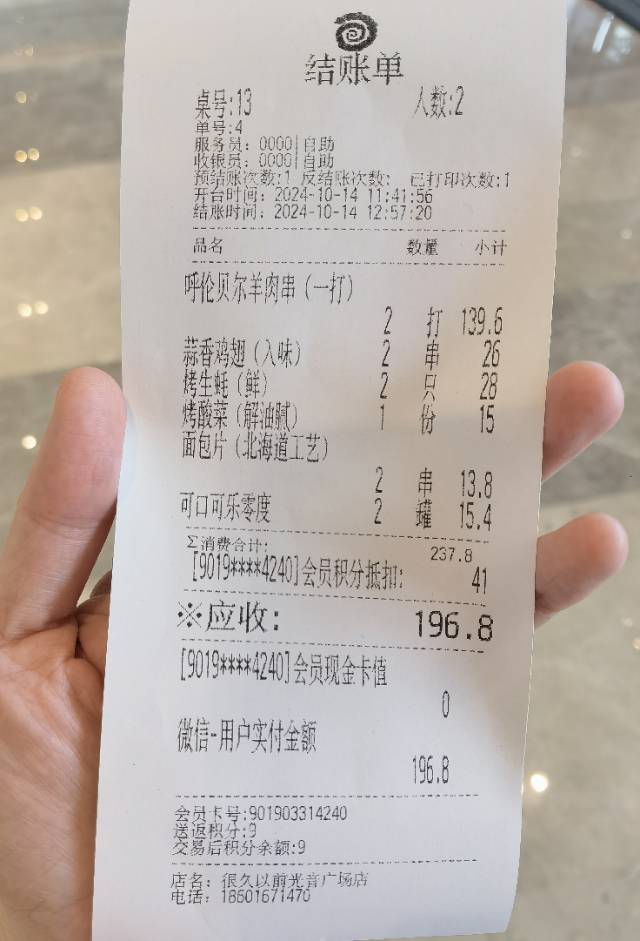 结账单
桌号:13 人数:2
单号:4
服务员: 0000|自助
收银员: 0000|自助
预结账次数:1 反结账次数: 已打印次数:1
开台时间: 2024-10-14 11:41:56
结账时间: 2024-10-14 12:57:20
品名 数量 小计
呼伦贝尔羊肉串(一打)
2 打 139.6
蒜香鸡翅(入味) 2 串 26
烤生蚝(鲜) 2 只 28
烤酸菜(解油腻) 1 份 15
面包片(北海道工艺)
2 串 13.8
可口可乐零度 2 罐 15.4
Σ消费合计: 237.8
[9019****4240]会员积分抵扣: 41
※应收: 196.8
[9019****4240]会员现金卡值
0
微信-用户实付金额
196.8
会员卡号:901903314240
送返积分:9
交易后积分余额:9
店名: 很久以前光音广场店
电话: 18601671476